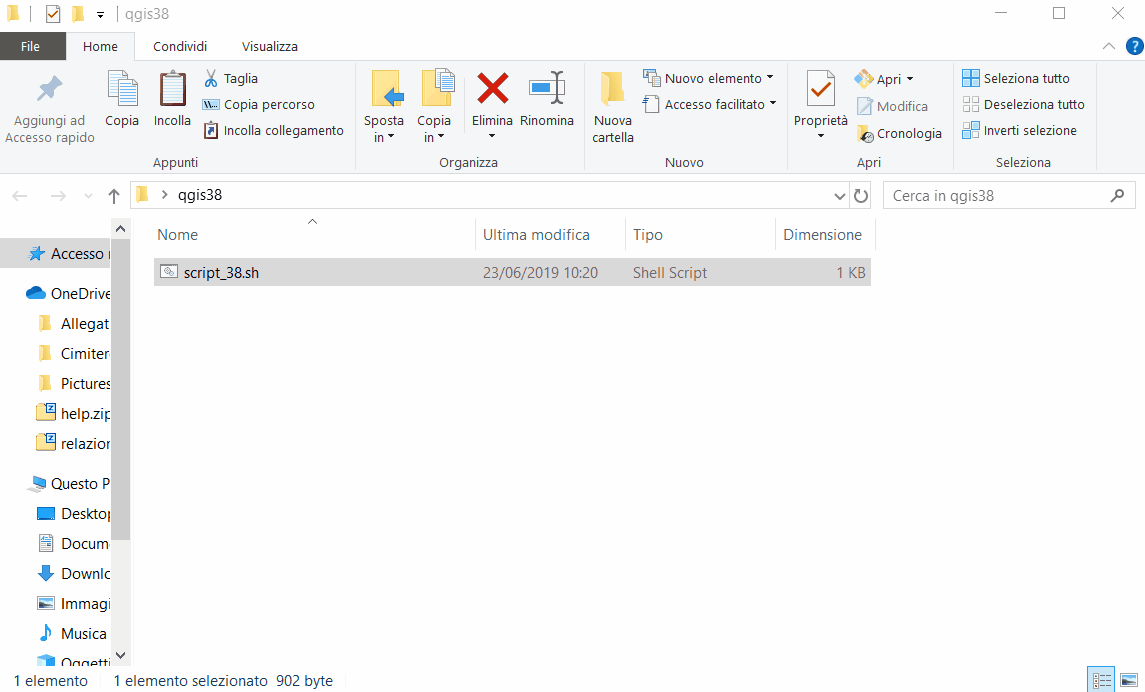 qgis38
File Home Condividi Visualizza
?
Aggiungi ad Accesso rapido
Copia
Incolla
Taglia
Copia percorso
Incolla collegamento
Appunti
Sposta in
Copia in
Elimina
Rinomina
Organizza
Nuova cartella
Nuovo elemento
Accesso facilitato
Nuovo
Proprietà
Apri
Modifica
Cronologia
Apri
Seleziona tutto
Deseleziona tutto
Inverti selezione
Seleziona
qgis38
Cerca in qgis38
Nome Ultima modifica Tipo Dimensione
script_38.sh 23/06/2019 10:20 Shell Script 1 KB
Accesso r
OneDrive
Allegat
Cimiter
Pictures
help.zip
relazior
Questo P
Desktop
Docum
Downlo
Immagi
Musica
Oggetti
1 elemento 1 elemento selezionato 902 byte